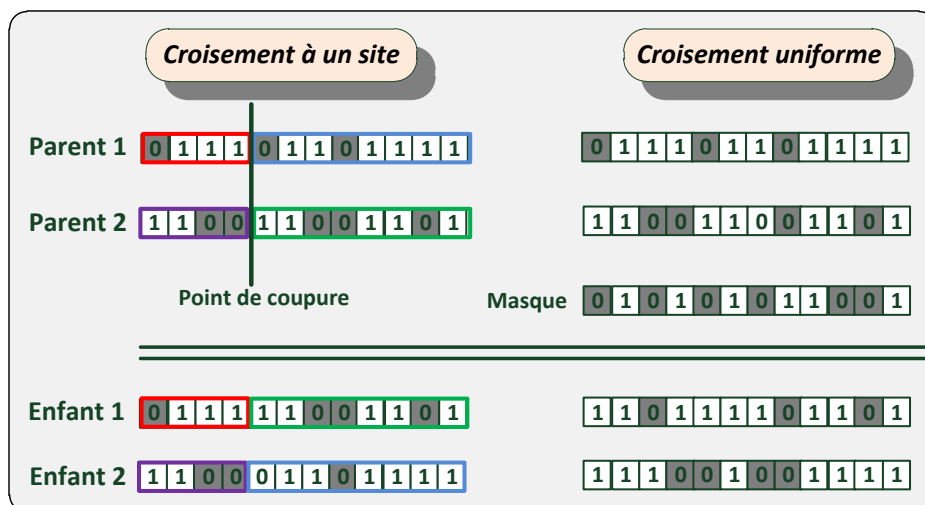 Croisement à un site Croisement uniforme
Parent 1 0 1 1 1 0 1 1 0 1 1 1 1 0 1 1 1 0 1 1 0 1 1 1 1
Parent 2 1 1 0 0 1 1 0 0 1 1 0 1 1 1 0 0 1 1 0 0 1 1 0 1
Point de coupure Masque 0 1 0 1 0 1 0 1 1 0 0 1
Enfant 1 0 1 1 1 1 1 0 0 1 1 0 1 1 1 0 1 1 1 1 0 1 1 0 1
Enfant 2 1 1 0 0 0 1 1 0 1 1 1 1 1 1 1 0 0 1 0 0 1 1 1 1